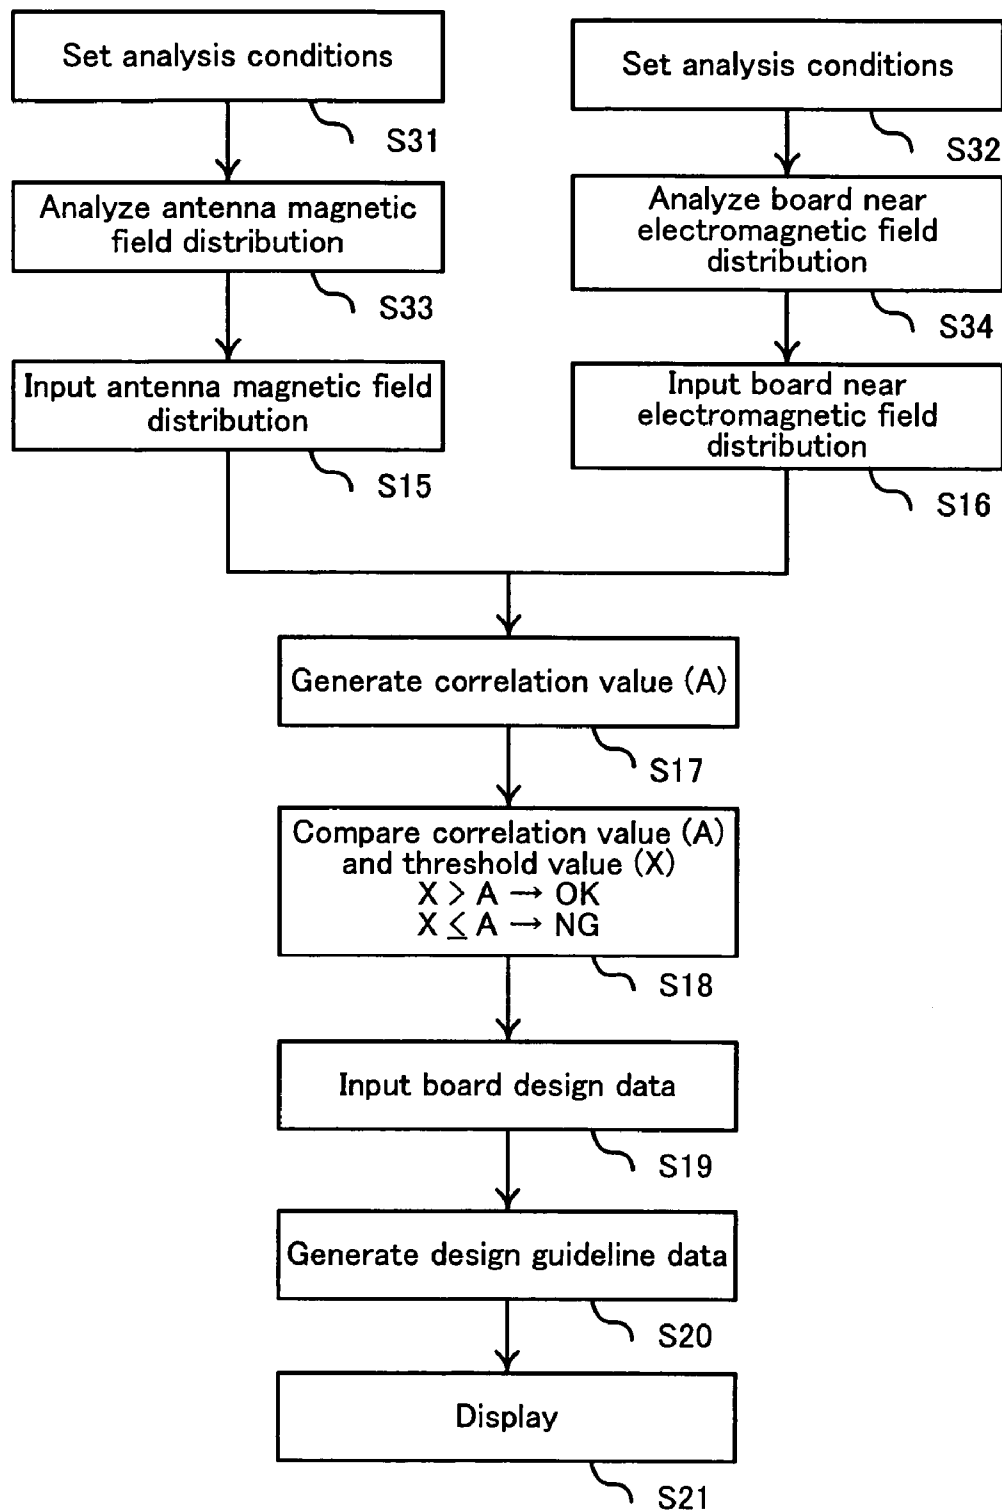 Set analysis conditions
S31
Set analysis conditions
S32
Analyze antenna magnetic
field distribution
S33
Analyze board near
electromagnetic field
distribution
S34
Input antenna magnetic field
distribution
S15
Input board near
electromagnetic field
distribution
S16
Generate correlation value (A)
S17
Compare correlation value (A)
and threshold value (X)
X > A → OK
X ≤ A → NG
S18
Input board design data
S19
Generate design guideline data
S20
Display
S21